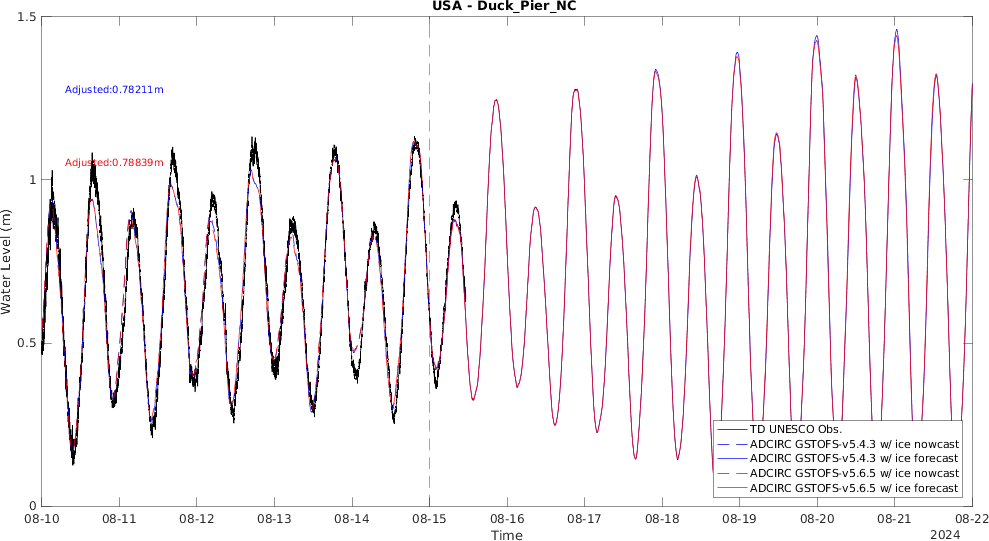 USA - Duck_Pier_NC
1.5
Adjusted:0.78211m
Adjusted:0.78839m
1
Water Level (m)
0.5
TD UNESCO Obs.
ADCIRC GSTOFS-v5.4.3 w/ ice nowcast
ADCIRC GSTOFS-v5.4.3 w/ ice forecast
ADCIRC GSTOFS-v5.6.5 w/ ice nowcast
ADCIRC GSTOFS-v5.6.5 w/ ice forecast
0
08-10 08-11 08-12 08-13 08-14 08-15 08-16 08-17 08-18 08-19 08-20 08-21 08-22
Time
2024